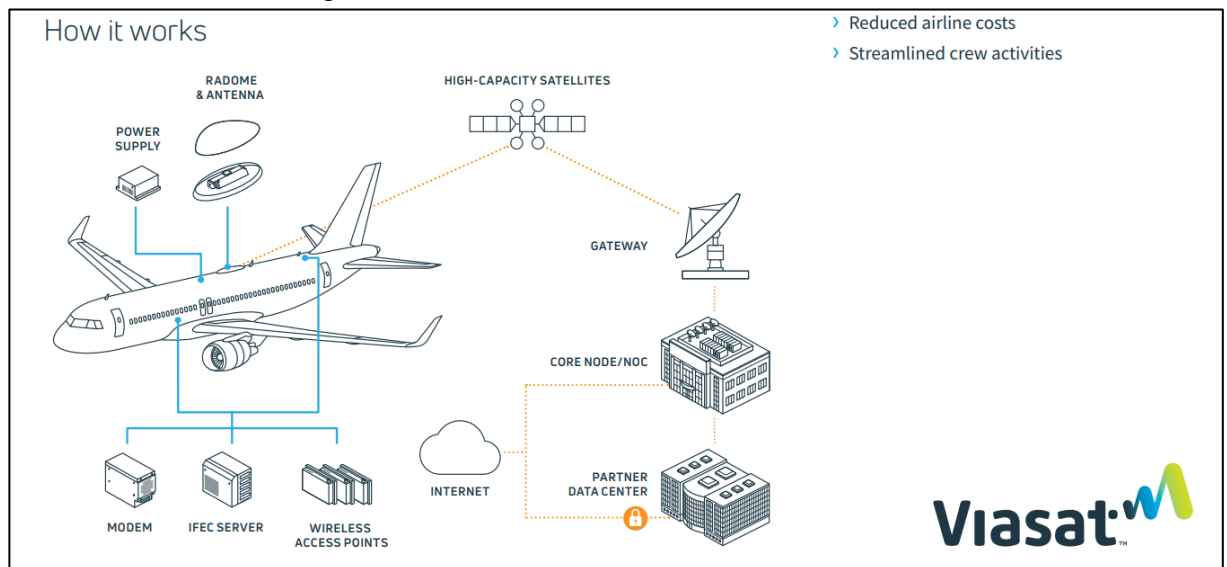 How it works
› Reduced airline costs
› Streamlined crew activities
RADOME
& ANTENNA
HIGH-CAPACITY SATELLITES
POWER
SUPPLY
GATEWAY
CORE NODE/NOC
INTERNET
PARTNER
DATA CENTER
MODEM
IFEC SERVER
WIRELESS
ACCESS POINTS
Viasat™